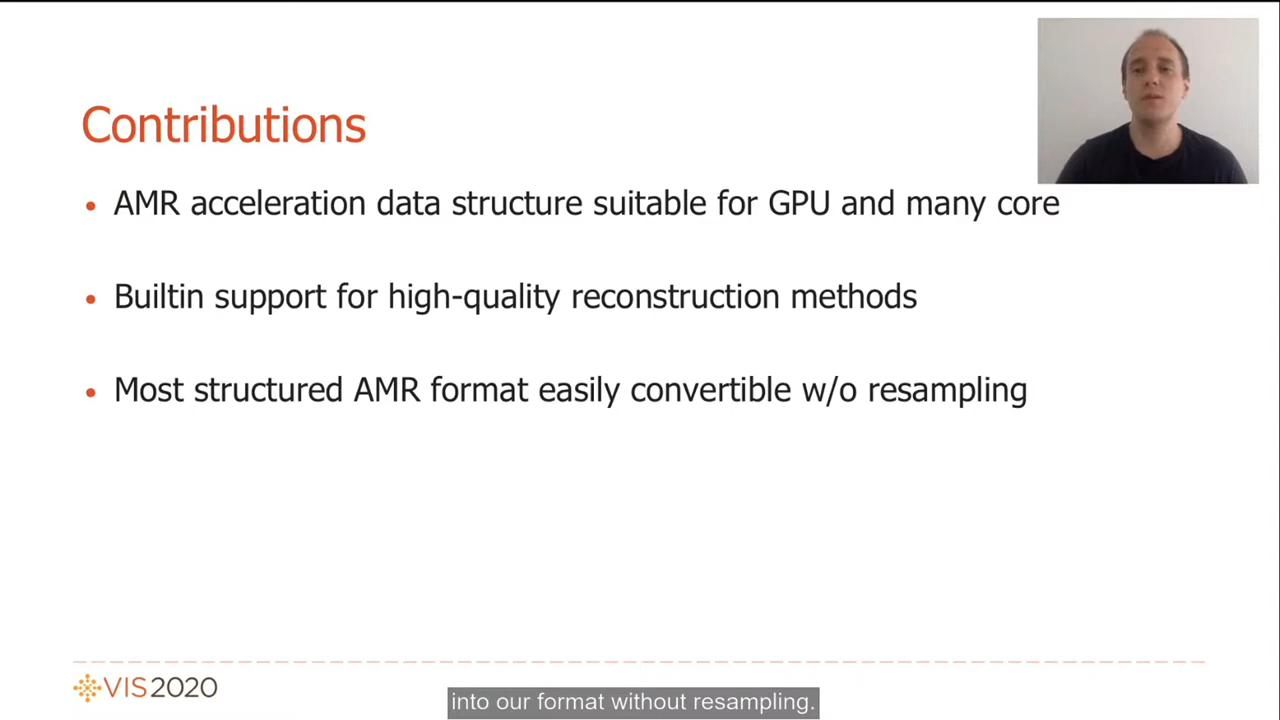 Contributions
• AMR acceleration data structure suitable for GPU and many core
• Builtin support for high-quality reconstruction methods
• Most structured AMR format easily convertible w/o resampling
VIS2020
into our format without resampling.